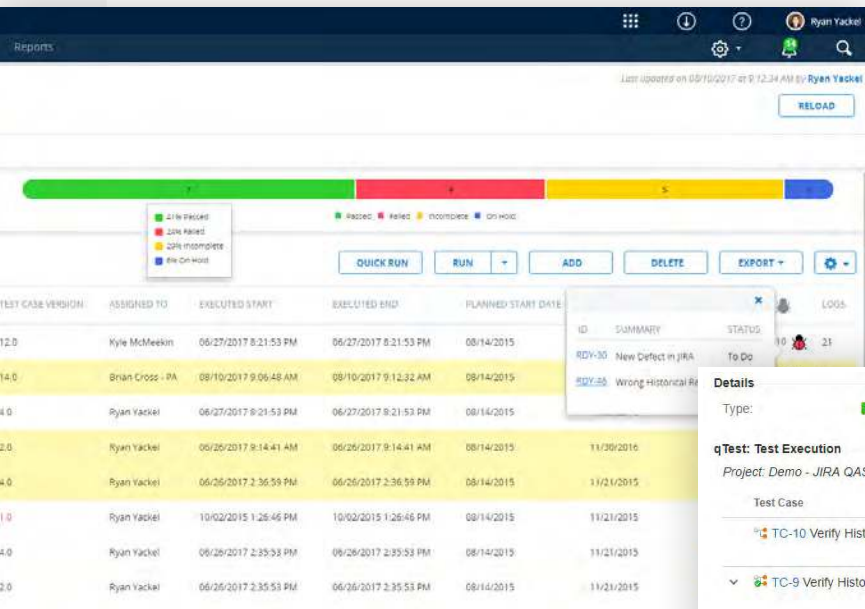 Ryan Yackel
Reports
Last updated on 08/10/2017 at 9:12:34 AM by Ryan Yackel
RELOAD
7 4 5
41% Passed
24% Failed
29% Incomplete
6% On Hold
Passed Failed Incomplete On Hold
QUICK RUN RUN ADD DELETE EXPORT
TEST CASE VERSION ASSIGNED TO EXECUTED START EXECUTED END PLANNED START DATE LOGS
ID SUMMARY STATUS
RDY-30 New Defect in JIRA To Do
RDY-46 Wrong Historical Re
12.0 Kyle McMeekin 06/27/2017 8:21:53 PM 06/27/2017 8:21:53 PM 08/14/2015 10 21
14.0 Brian Cross - PA 08/10/2017 9:06:48 AM 08/10/2017 9:12:32 AM 08/14/2015
4.0 Ryan Yackel 06/27/2017 9:21:53 PM 06/27/2017 9:21:53 PM 08/14/2015
2.0 Ryan Yackel 06/26/2017 9:14:41 AM 06/26/2017 9:14:41 AM 08/14/2015 11/30/2016
4.0 Ryan Yackel 06/26/2017 2:36:59 PM 06/26/2017 2:36:59 PM 08/14/2015 11/21/2015
1.0 Ryan Yackel 10/02/2015 1:26:46 PM 10/02/2015 1:26:46 PM 08/14/2015 11/21/2015
4.0 Ryan Yackel 06/26/2017 2:35:53 PM 06/26/2017 2:35:53 PM 08/14/2015 11/21/2015
2.0 Ryan Yackel 06/26/2017 2:35:53 PM 06/26/2017 2:35:53 PM 08/14/2015 11/21/2015
Details
Type:
qTest: Test Execution
Project: Demo - JIRA QAS
Test Case
TC-10 Verify Hist
TC-9 Verify Histo